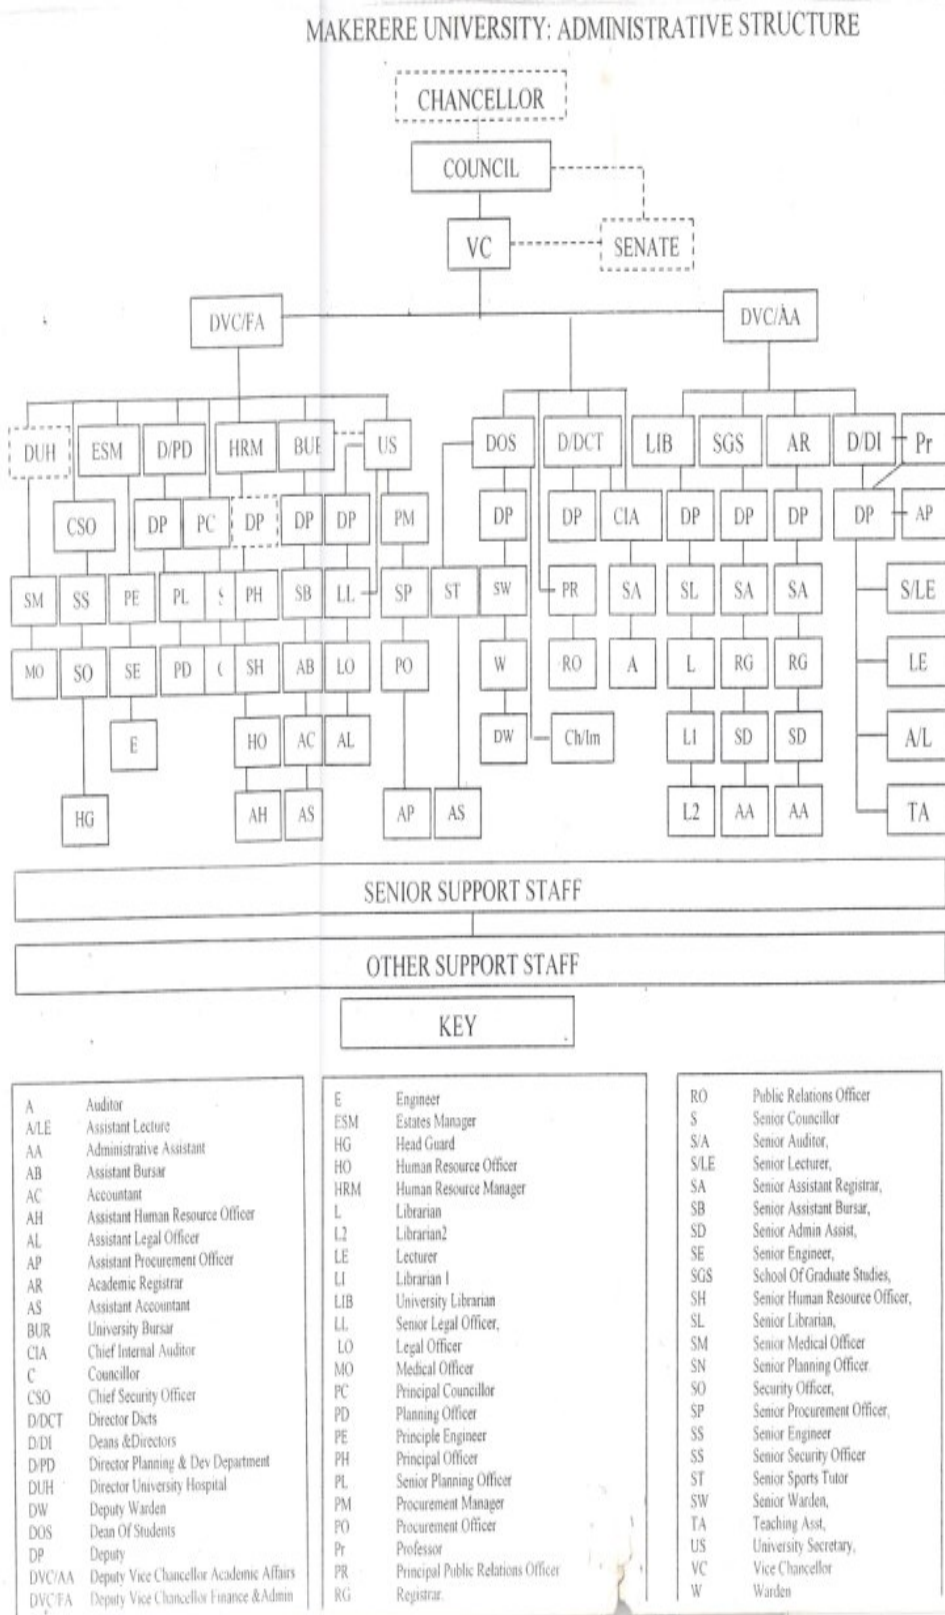 MAKERERE UNIVERSITY: ADMINISTRATIVE STRUCTURE
CHANCELLOR
COUNCIL
VC
SENATE
DVC/FA
DVC/AA
DUH ESM D/PD HRM BUR US DOS D/DCT LIB SGS AR D/DI Pr
CSO DP PC DP DP DP PM DP DP CIA DP DP DP DP AP
SM SS PE PL S PH SB LL SP ST SW PR SA SL SA SA S/LE
MO SO SE PD C SH AB LO PO W RO A L RG RG LE
E HO AC AL DW Ch/Im L1 SD SD A/L
HG AH AS AP AS L2 AA AA TA
SENIOR SUPPORT STAFF
OTHER SUPPORT STAFF
KEY
A Auditor
A/LE Assistant Lecture
AA Administrative Assistant
AB Assistant Bursar
AC Accountant
AH Assistant Human Resource Officer
AL Assistant Legal Officer
AP Assistant Procurement Officer
AR Academic Registrar
AS Assistant Accountant
BUR University Bursar
CIA Chief Internal Auditor
C Councillor
CSO Chief Security Officer
D/DCT Director Dicts
D/DI Deans &Directors
D/PD Director Planning & Dev Department
DUH Director University Hospital
DW Deputy Warden
DOS Dean Of Students
DP Deputy
DVC/AA Deputy Vice Chancellor Academic Affairs
DVC/FA Deputy Vice Chancellor Finance &Admin
E Engineer
ESM Estates Manager
HG Head Guard
HO Human Resource Officer
HRM Human Resource Manager
L Librarian
L2 Librarian2
LE Lecturer
LI Librarian 1
LIB University Librarian
LL Senior Legal Officer,
LO Legal Officer
MO Medical Officer
PC Principal Councillor
PD Planning Officer
PE Principle Engineer
PH Principal Officer
PL Senior Planning Officer
PM Procurement Manager
PO Procurement Officer
Pr Professor
PR Principal Public Relations Officer
RG Registrar.
RO Public Relations Officer
S Senior Councillor
S/A Senior Auditor,
S/LE Senior Lecturer,
SA Senior Assistant Registrar,
SB Senior Assistant Bursar,
SD Senior Admin Assist,
SE Senior Engineer,
SGS School Of Graduate Studies,
SH Senior Human Resource Officer,
SL Senior Librarian,
SM Senior Medical Officer
SN Senior Planning Officer
SO Security Officer,
SP Senior Procurement Officer,
SS Senior Engineer
SS Senior Security Officer
ST Senior Sports Tutor
SW Senior Warden,
TA Teaching Asst,
US University Secretary,
VC Vice Chancellor
W Warden